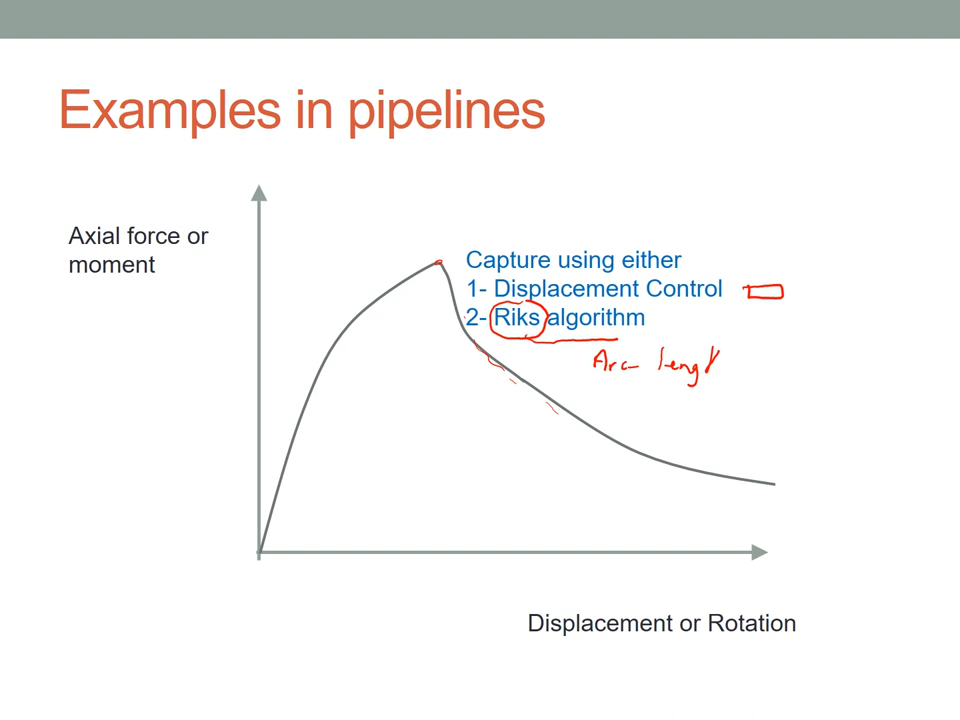 Examples in pipelines
Axial force or
moment
Capture using either
1- Displacement Control
2- Riks algorithm
Arc
Displacement or Rotation